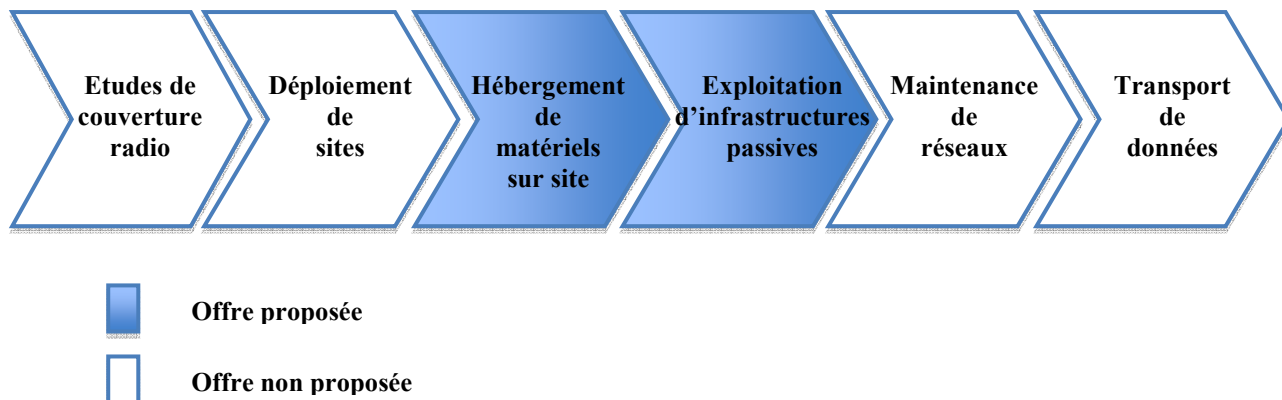 Etudes de
couverture
radio
Déploiement
de
sites
Hébergement
de
matériels
sur site
Exploitation
d’infrastructures
passives
Maintenance
de
réseaux
Transport
de
données
Offre proposée
Offre non proposée